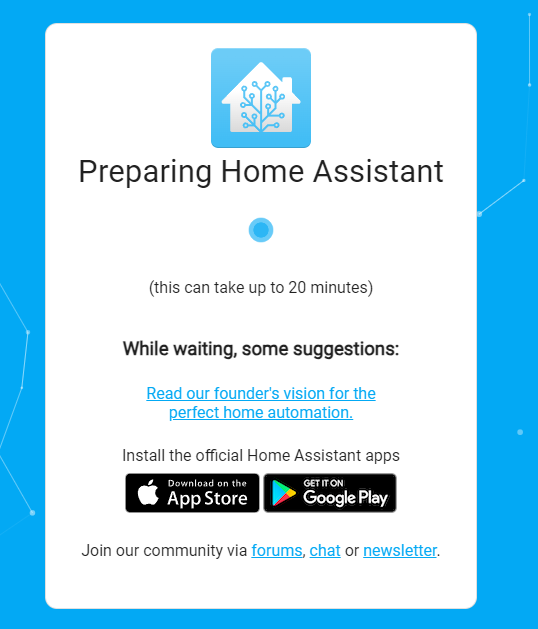 Preparing Home Assistant
(this can take up to 20 minutes)
While waiting, some suggestions:
Read our founder's vision for the
perfect home automation.
Install the official Home Assistant apps
Download on the
App Store
GET IT ON
Google Play
Join our community via forums, chat or newsletter.